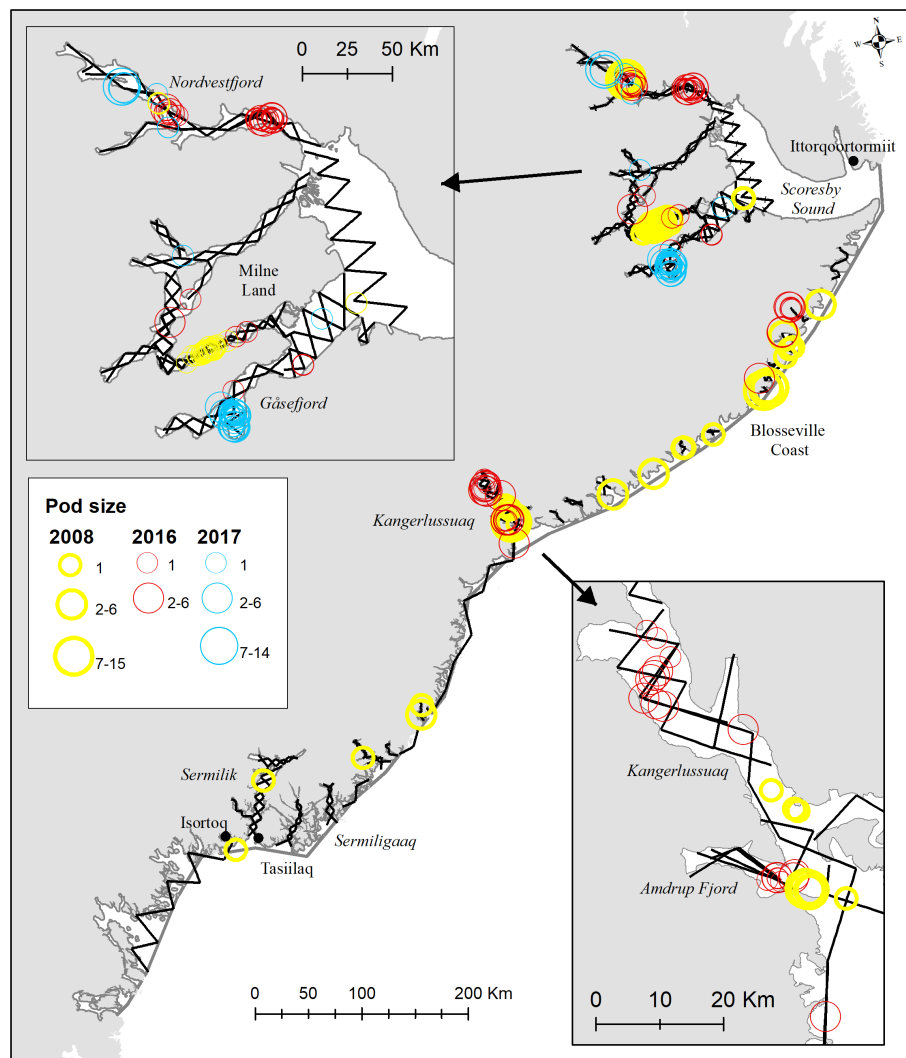 0 25 50 Km
Nordvestfjord
Milne
Land
Gåsefjord
N
W E
S
Ittorqoortormiit
Scoresby
Sound
Blosseville
Coast
Kangerlussuaq
Pod size
2008 2016 2017
1 1 1
2-6 2-6 2-6
7-15 7-14
Sermilik
Isortoq
Tasiilaq
Sermiligaaq
0 50 100 200 Km
Kangerlussuaq
Amdrup Fjord
0 10 20 Km